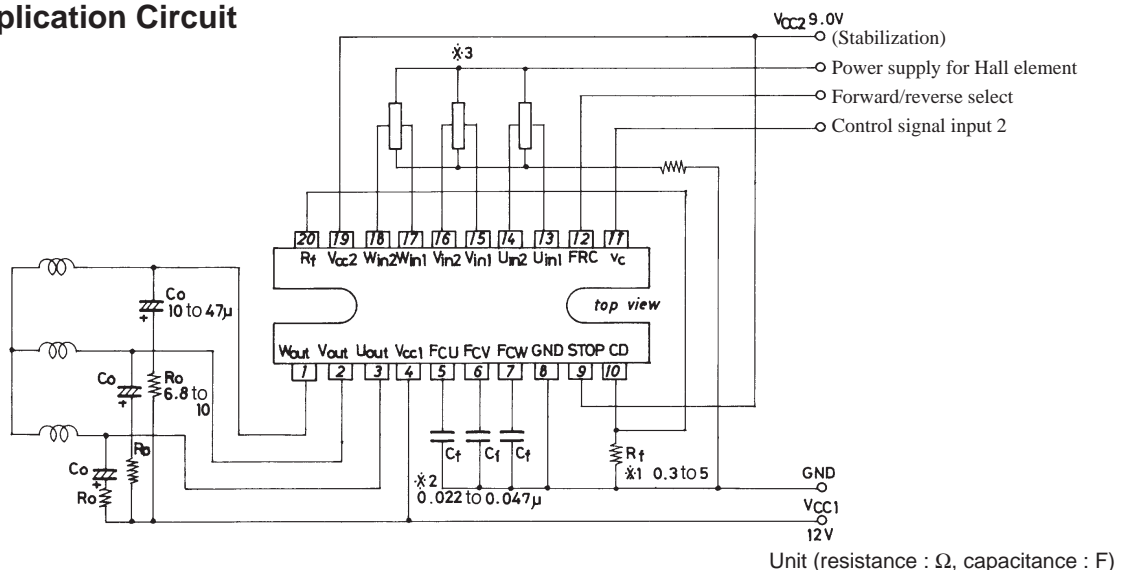 plication Circuit
VCC2 9.0V
(Stabilization)
※3
Power supply for Hall element
Forward/reverse select
Control signal input 2
20 19 18 17 16 15 14 13 12 11
Rf Vcc2 Win2 Win1 Vin2 Vin1 Uin2 Uin1 FRC Vc
Co
10 to 47μ
top view
Wout Vout Uout Vcc1 FCU FCV FCW GND STOP CD
1 2 3 4 5 6 7 8 9 10
Co
Ro
6.8 to
10
Ro
Cf Cf Cf
Rf
※1 0.3 to 5
Co
Ro
※2
0.022 to 0.047μ
GND
VCC1
12V
Unit (resistance : Ω, capacitance : F)